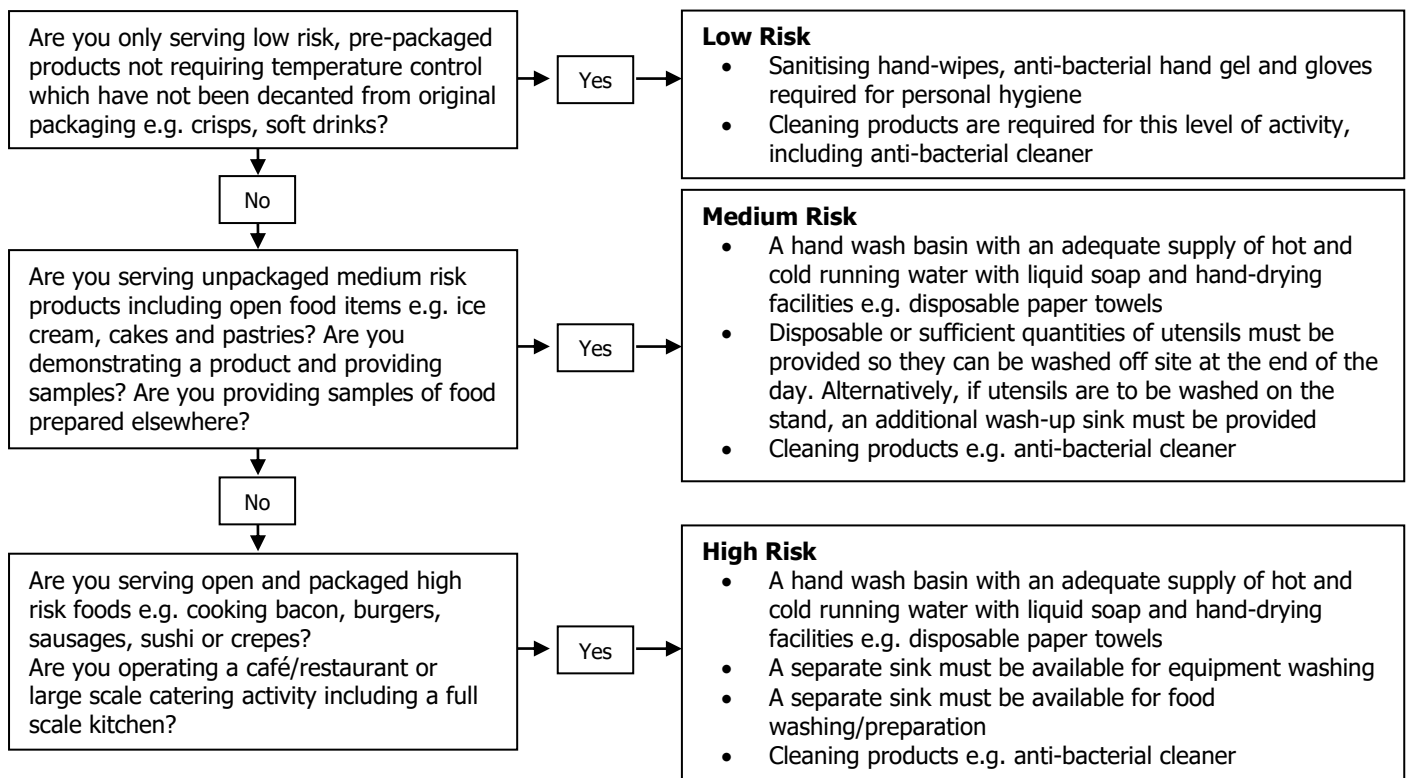 Are you only serving low risk, pre-packaged
products not requiring temperature control
which have not been decanted from original
packaging e.g. crisps, soft drinks?
Yes
Low Risk
• Sanitising hand-wipes, anti-bacterial hand gel and gloves
required for personal hygiene
• Cleaning products are required for this level of activity,
including anti-bacterial cleaner
No
Are you serving unpackaged medium risk
products including open food items e.g. ice
cream, cakes and pastries? Are you
demonstrating a product and providing
samples? Are you providing samples of food
prepared elsewhere?
Yes
Medium Risk
• A hand wash basin with an adequate supply of hot and
cold running water with liquid soap and hand-drying
facilities e.g. disposable paper towels
• Disposable or sufficient quantities of utensils must be
provided so they can be washed off site at the end of the
day. Alternatively, if utensils are to be washed on the
stand, an additional wash-up sink must be provided
• Cleaning products e.g. anti-bacterial cleaner
No
Are you serving open and packaged high
risk foods e.g. cooking bacon, burgers,
sausages, sushi or crepes?
Are you operating a café/restaurant or
large scale catering activity including a full
scale kitchen?
Yes
High Risk
• A hand wash basin with an adequate supply of hot and
cold running water with liquid soap and hand-drying
facilities e.g. disposable paper towels
• A separate sink must be available for equipment washing
• A separate sink must be available for food
washing/preparation
• Cleaning products e.g. anti-bacterial cleaner